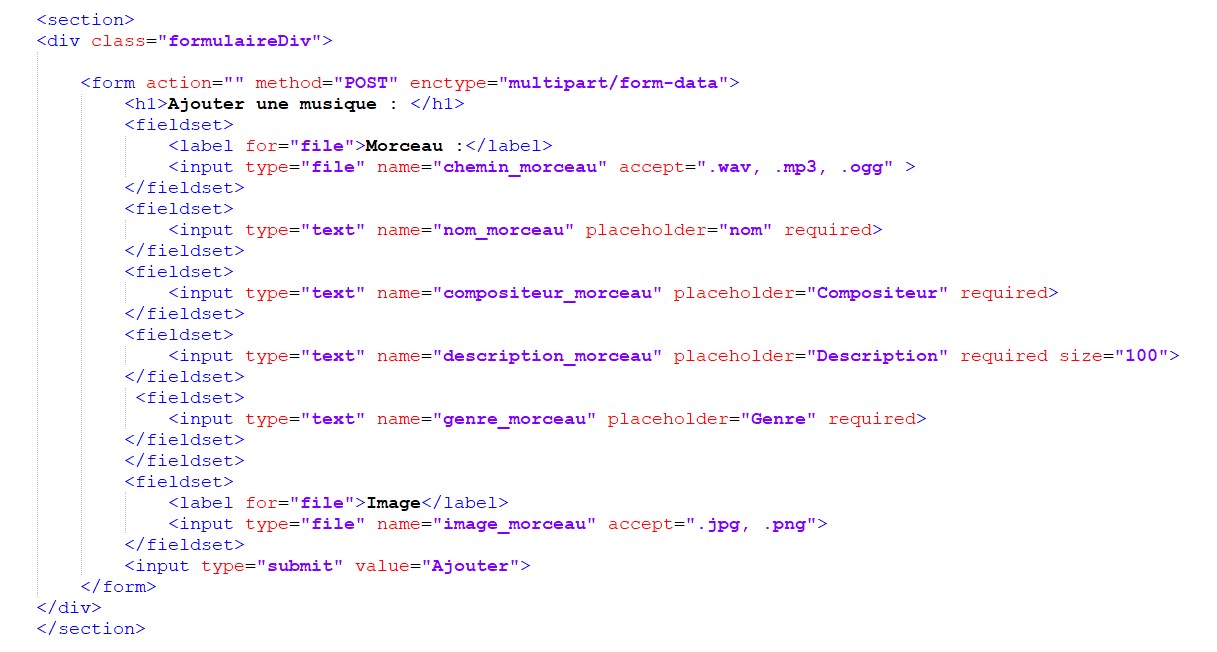 <section>
<div class="formulaireDiv">
<form action="" method="POST" enctype="multipart/form-data">
<h1>Ajouter une musique : </h1>
<fieldset>
<label for="file">Morceau :</label>
<input type="file" name="chemin_morceau" accept=".wav, .mp3, .ogg" >
</fieldset>
<fieldset>
<input type="text" name="nom_morceau" placeholder="nom" required>
</fieldset>
<fieldset>
<input type="text" name="compositeur_morceau" placeholder="Compositeur" required>
</fieldset>
<fieldset>
<input type="text" name="description_morceau" placeholder="Description" required size="100">
</fieldset>
<fieldset>
<input type="text" name="genre_morceau" placeholder="Genre" required>
</fieldset>
</fieldset>
<fieldset>
<label for="file">Image</label>
<input type="file" name="image_morceau" accept=".jpg, .png">
</fieldset>
<input type="submit" value="Ajouter">
</form>
</div>
</section>